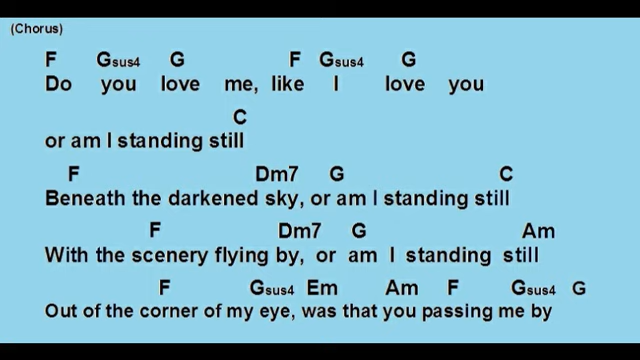 (Chorus)
F Gsus4 G F Gsus4 G
Do you love me, like I love you
C
or am I standing still
F Dm7 G C
Beneath the darkened sky, or am I standing still
F Dm7 G Am
With the scenery flying by, or am I standing still
F Gsus4 Em Am F Gsus4 G
Out of the corner of my eye, was that you passing me by